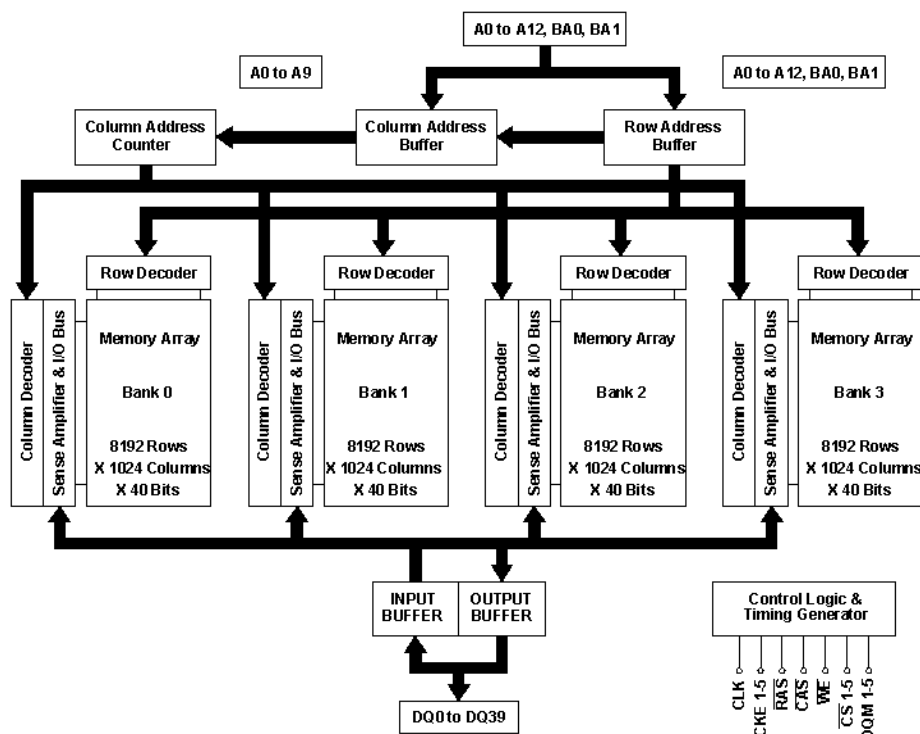 A0 to A12, BA0, BA1
A0 to A9
A0 to A12, BA0, BA1
Column Address
Counter
Column Address
Buffer
Row Address
Buffer
Row Decoder
Row Decoder
Row Decoder
Row Decoder
Column Decoder
Sense Amplifier & I/O Bus
Memory Array
Bank 0
8192 Rows
X 1024 Columns
X 40 Bits
Column Decoder
Sense Amplifier & I/O Bus
Memory Array
Bank 1
8192 Rows
X 1024 Columns
X 40 Bits
Column Decoder
Sense Amplifier & I/O Bus
Memory Array
Bank 2
8192 Rows
X 1024 Columns
X 40 Bits
Column Decoder
Sense Amplifier & I/O Bus
Memory Array
Bank 3
8192 Rows
X 1024 Columns
X 40 Bits
INPUT
BUFFER
OUTPUT
BUFFER
Control Logic &
Timing Generator
CLK
CKE 1-5
RAS
CAS
WE
CS 1-5
DQM 1-5
DQ0 to DQ39